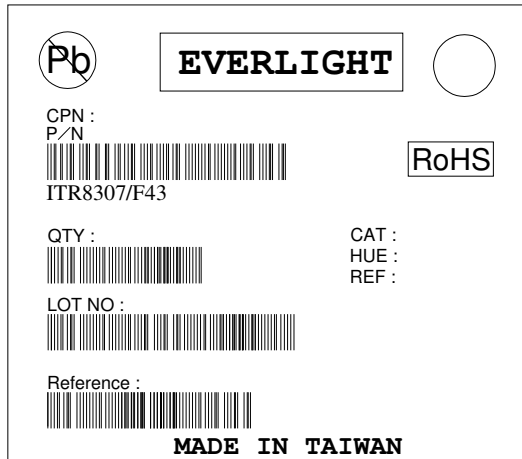 Pb
EVERLIGHT
CPN :
P/N
RoHS
ITR8307/F43
QTY :
CAT :
HUE :
REF :
LOT NO :
Reference :
MADE IN TAIWAN